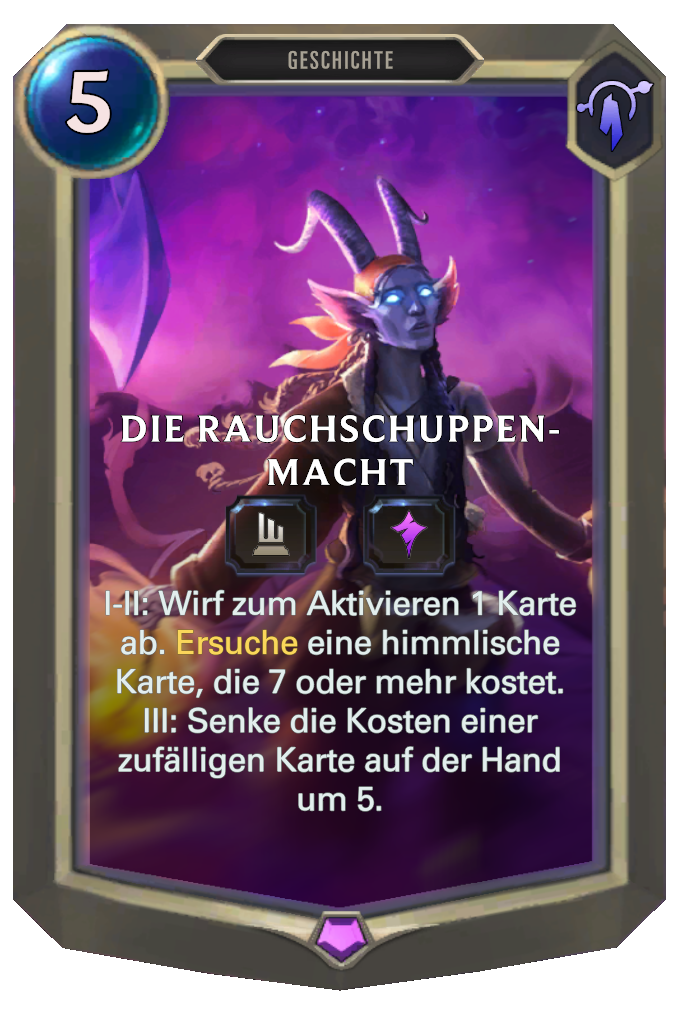 GESCHICHTE
5
DIE RAUCHSCHUPPEN-
MACHT
I-II: Wirf zum Aktivieren 1 Karte
ab. Ersuche eine himmlische
Karte, die 7 oder mehr kostet.
III: Senke die Kosten einer
zufälligen Karte auf der Hand
um 5.